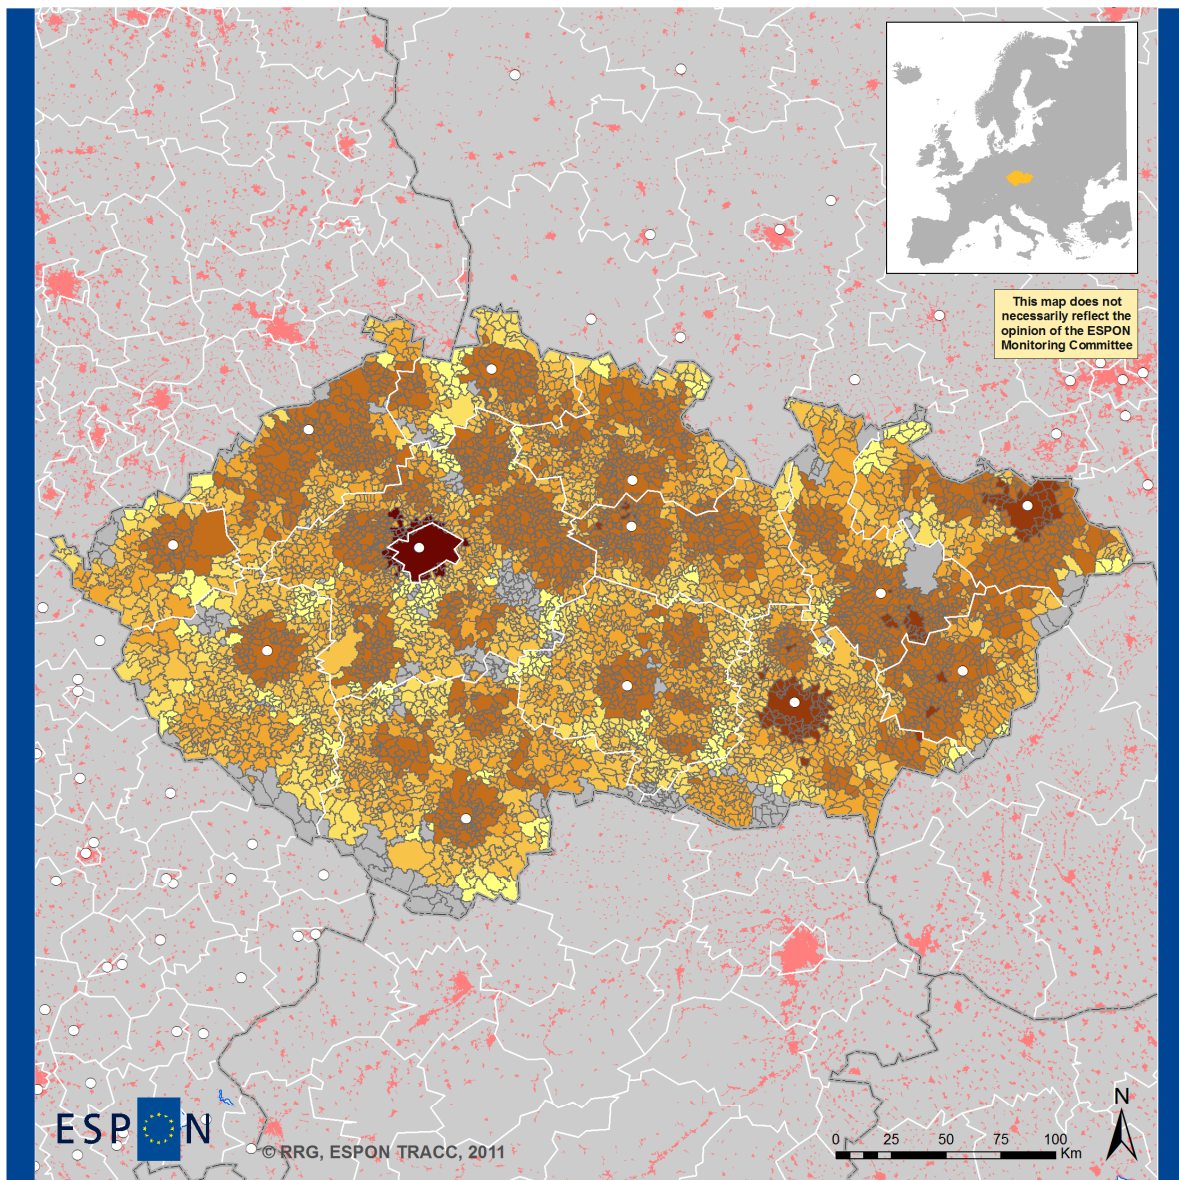 This map does not
necessarily reflect the
opinion of the ESPON
Monitoring Committee
ESPON
© RRG, ESPON TRACC, 2011
N
0 25 50 75 100
Km